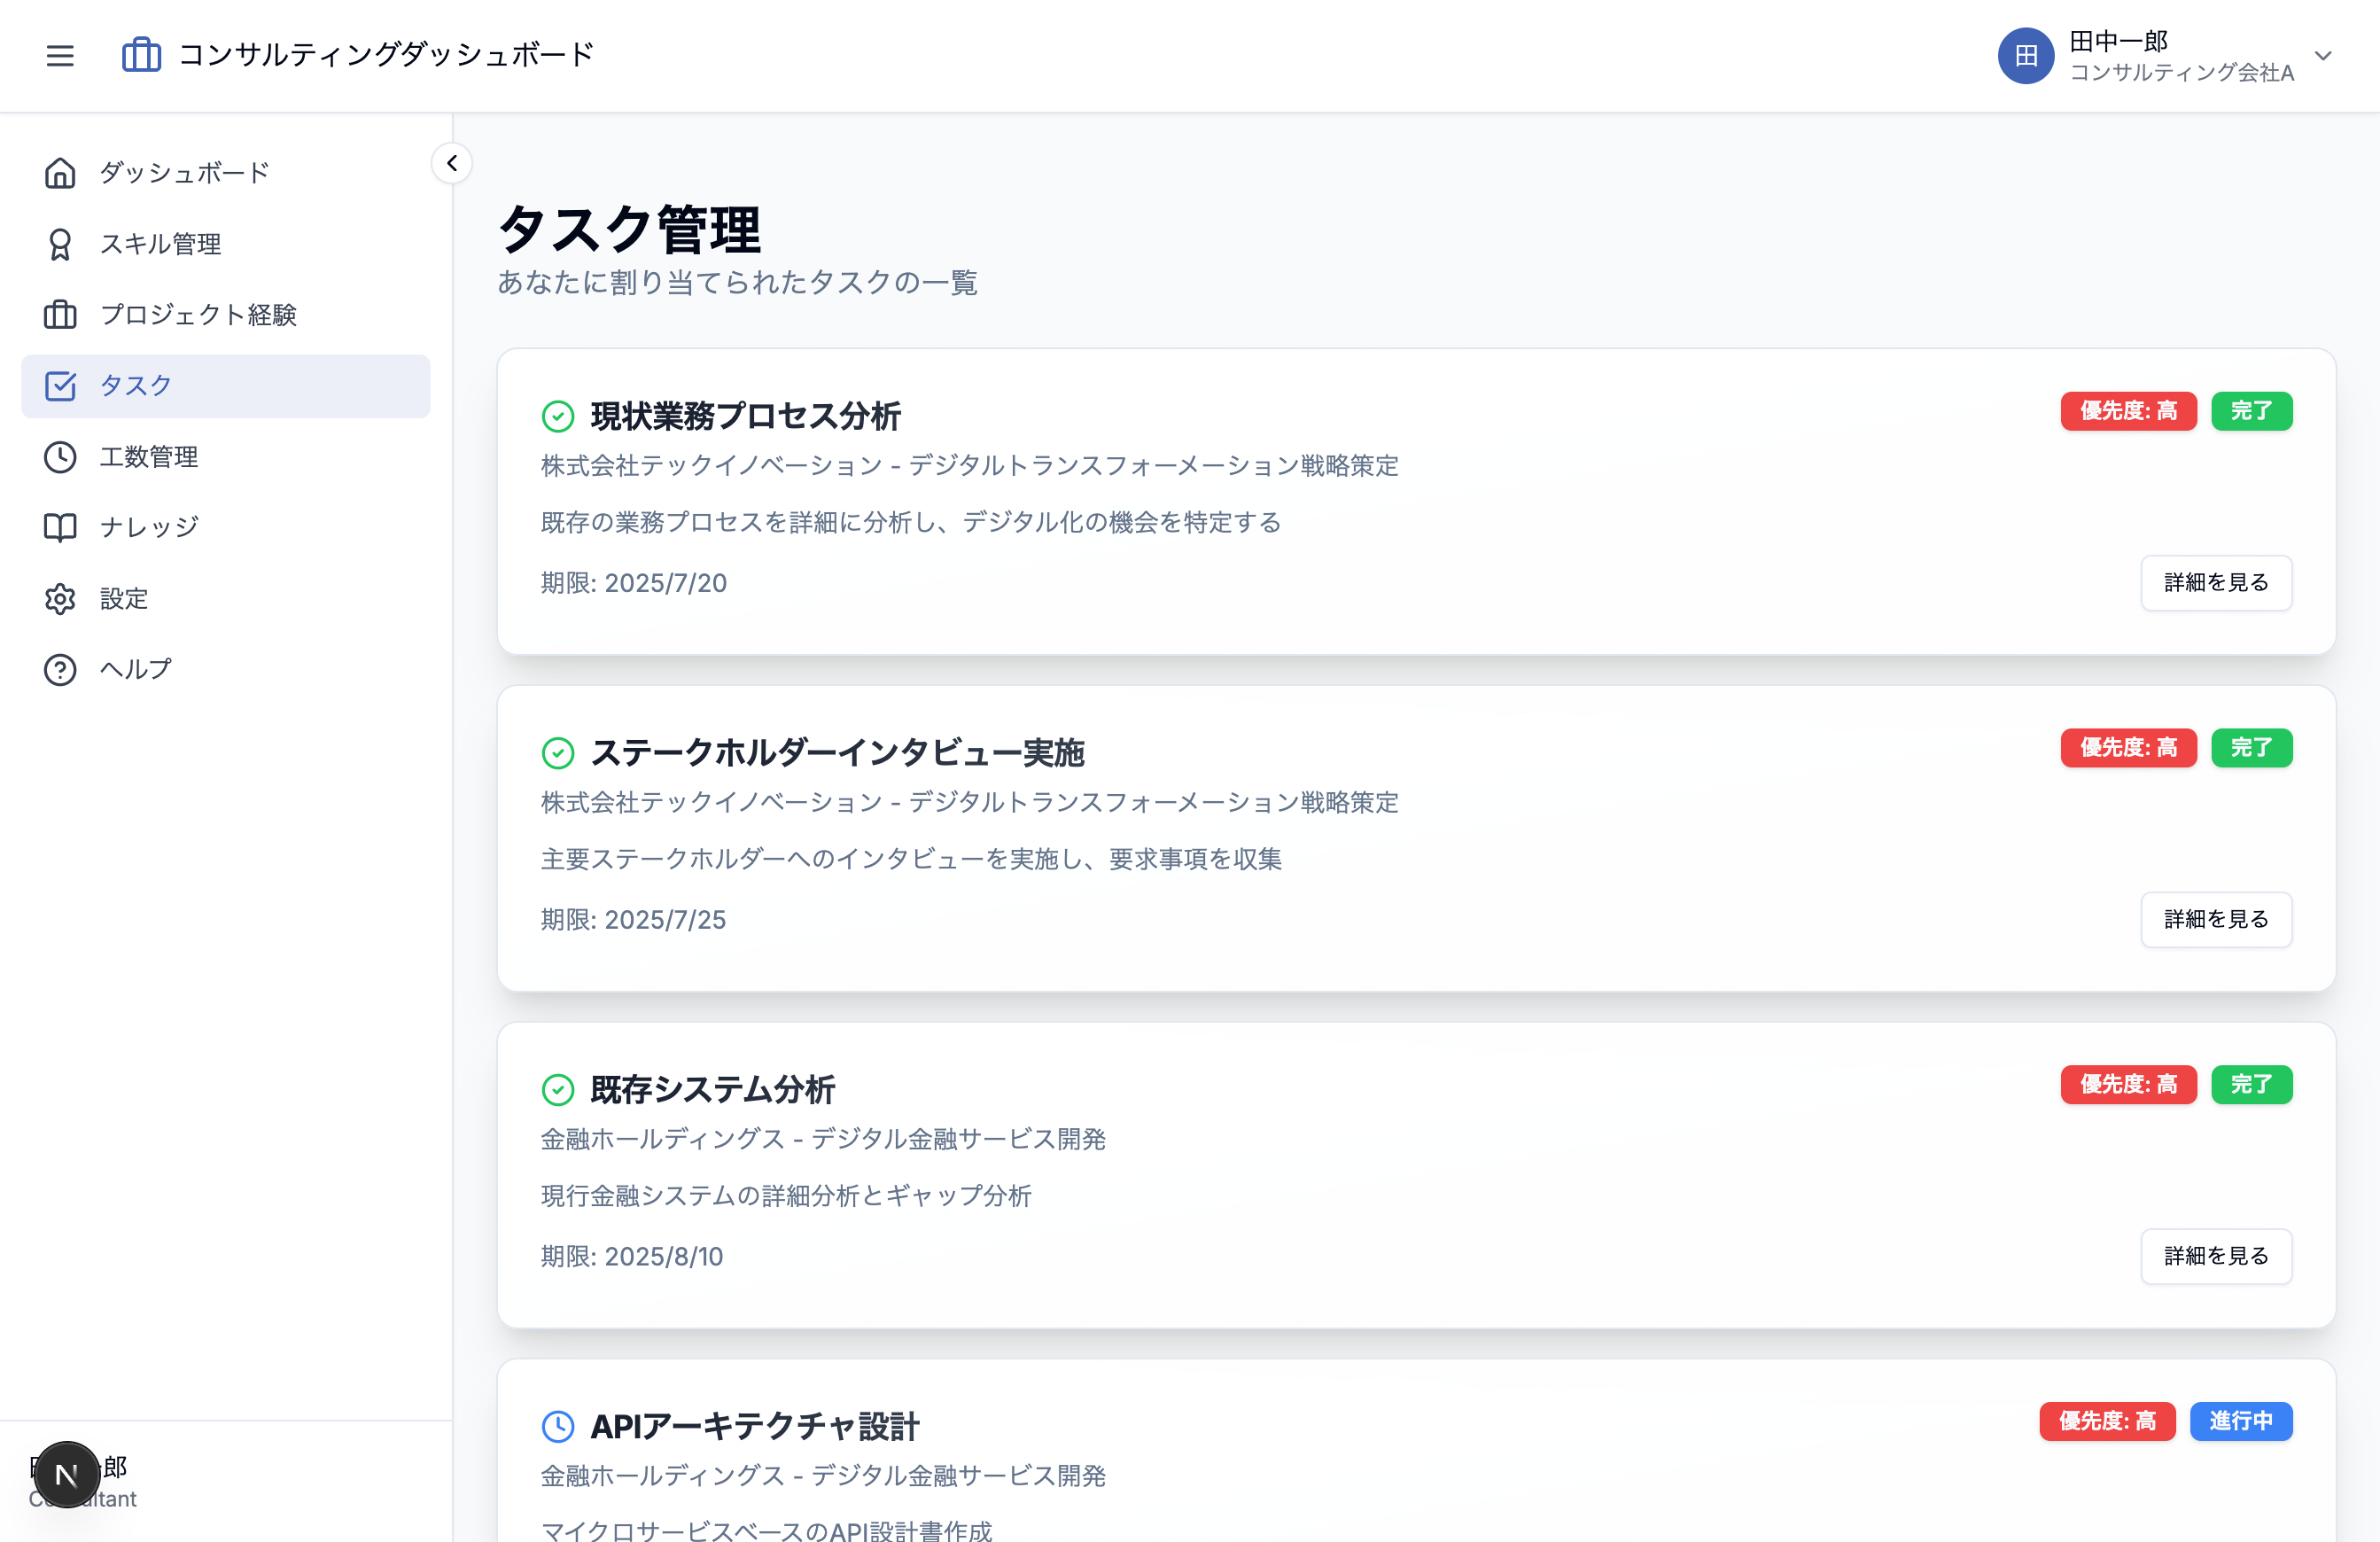 コンサルティングダッシュボード
田
田中一郎
コンサルティング会社A
ダッシュボード
スキル管理
プロジェクト経験
タスク
工数管理
ナレッジ
設定
ヘルプ
タスク管理
あなたに割り当てられたタスクの一覧
現状業務プロセス分析
優先度: 高
完了
株式会社テックイノベーション - デジタルトランスフォーメーション戦略策定
既存の業務プロセスを詳細に分析し、デジタル化の機会を特定する
期限: 2025/7/20
詳細を見る
ステークホルダーインタビュー実施
優先度: 高
完了
株式会社テックイノベーション - デジタルトランスフォーメーション戦略策定
主要ステークホルダーへのインタビューを実施し、要求事項を収集
期限: 2025/7/25
詳細を見る
既存システム分析
優先度: 高
完了
金融ホールディングス - デジタル金融サービス開発
現行金融システムの詳細分析とギャップ分析
期限: 2025/8/10
詳細を見る
APIアーキテクチャ設計
優先度: 高
進行中
金融ホールディングス - デジタル金融サービス開発
マイクロサービスベースのAPI設計書作成
N